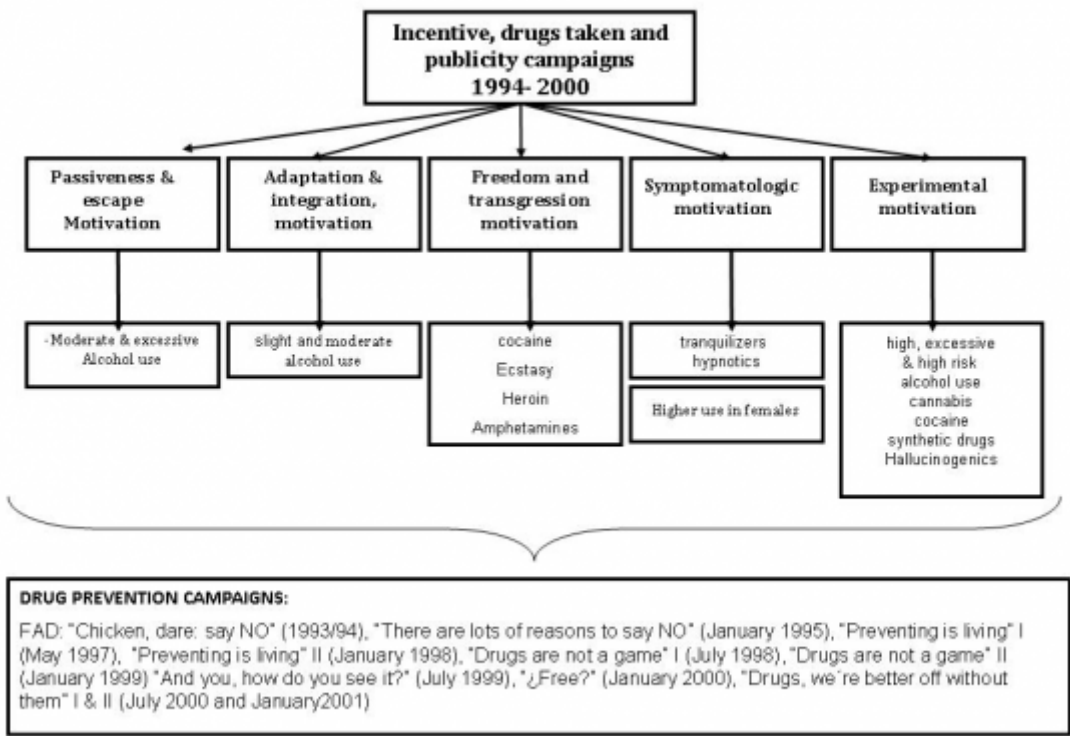 Incentive, drugs taken and
publicity campaigns
1994- 2000
Passiveness &
escape
Motivation
Adaptation &
integration,
motivation
Freedom and
transgression
motivation
Symptomatologic
motivation
Experimental
motivation
-Moderate & excessive
Alcohol use
slight and moderate
alcohol use
cocaine
Ecstasy
Heroin
Amphetamines
tranquilizers
hypnotics
Higher use in females
high, excessive
& high risk
alcohol use
cannabis
cocaine
synthetic drugs
Hallucinogenics
DRUG PREVENTION CAMPAIGNS:
FAD: "Chicken, dare: say NO" (1993/94), "There are lots of reasons to say NO" (January 1995), "Preventing is living" I
(May 1997), "Preventing is living" II (January 1998), "Drugs are not a game" I (July 1998), "Drugs are not a game" II
(January 1999) "And you, how do you see it?" (July 1999), "¿Free?" (January 2000), "Drugs, we´re better off without
them" I & II (July 2000 and January2001)